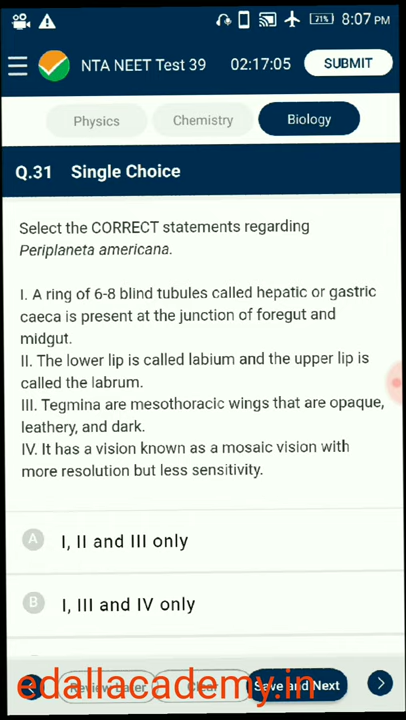 21% 8:07 PM
NTA NEET Test 39 02:17:05 SUBMIT
Physics Chemistry Biology
Q.31 Single Choice
Select the CORRECT statements regarding
Periplaneta americana.
I. A ring of 6-8 blind tubules called hepatic or gastric
caeca is present at the junction of foregut and
midgut.
II. The lower lip is called labium and the upper lip is
called the labrum.
III. Tegmina are mesothoracic wings that are opaque,
leathery, and dark.
IV. It has a vision known as a mosaic vision with
more resolution but less sensitivity.
A I, II and III only
B I, III and IV only
Review Later Clear Save and Next
edallacademy.in